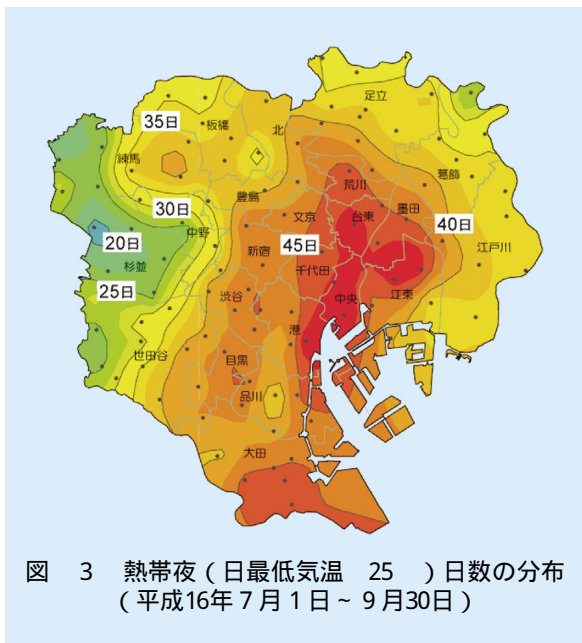 足立
35日
板橋
北
練馬
葛飾
荒川
豊島
30日
文京
台東
墨田
40日
中野
20日
新宿
45日
江戸川
杉並
千代田
25日
渋谷
中央
江東
港
世田谷
目黒
品川
大田
図 3 熱帯夜(日最低気温 25 )日数の分布
(平成16年7月1日~9月30日)